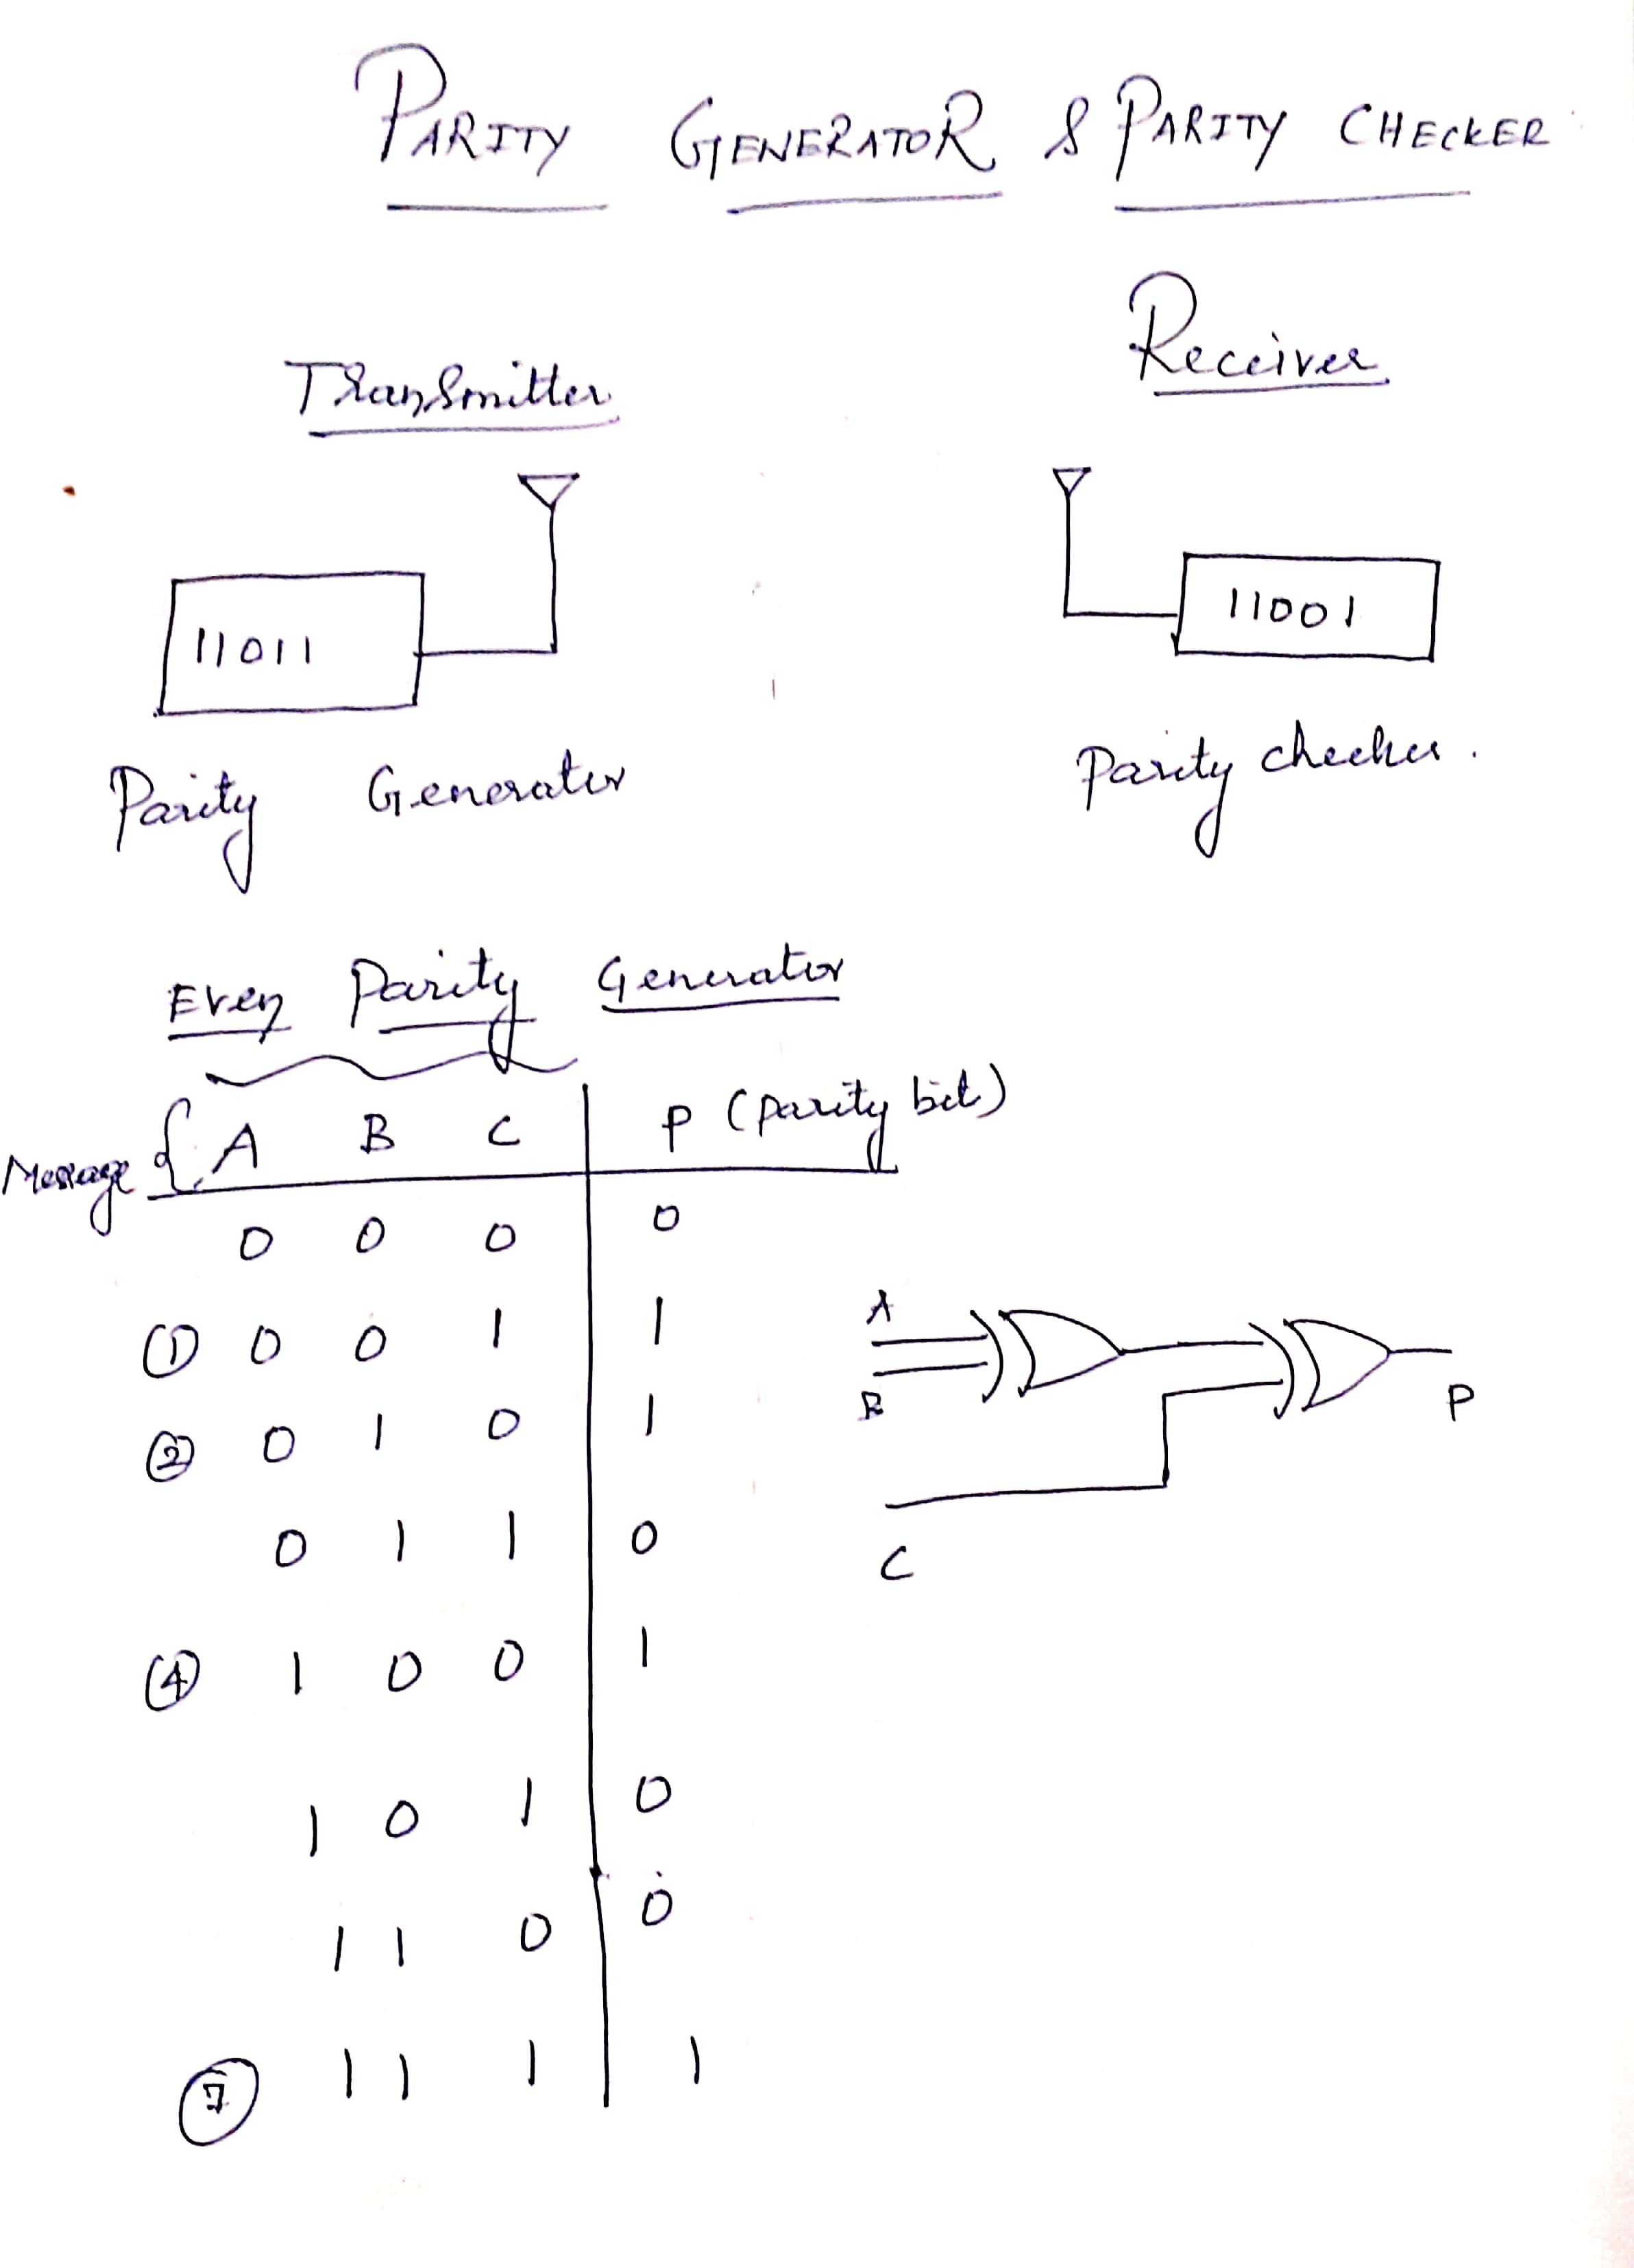 PARITY GENERATOR & PARITY CHECKER
Receiver
Transmitter
11011
11001
Parity Generator
Parity checker.
Even Parity Generator
Message { A B C P (parity bit)
0 0 0 0
① 0 0 1 1
② 0 1 0 1
0 1 1 0
④ 1 0 0 1
1 0 1 0
1 1 0 0
⑦ 1 1 1 1
A
B
P
C